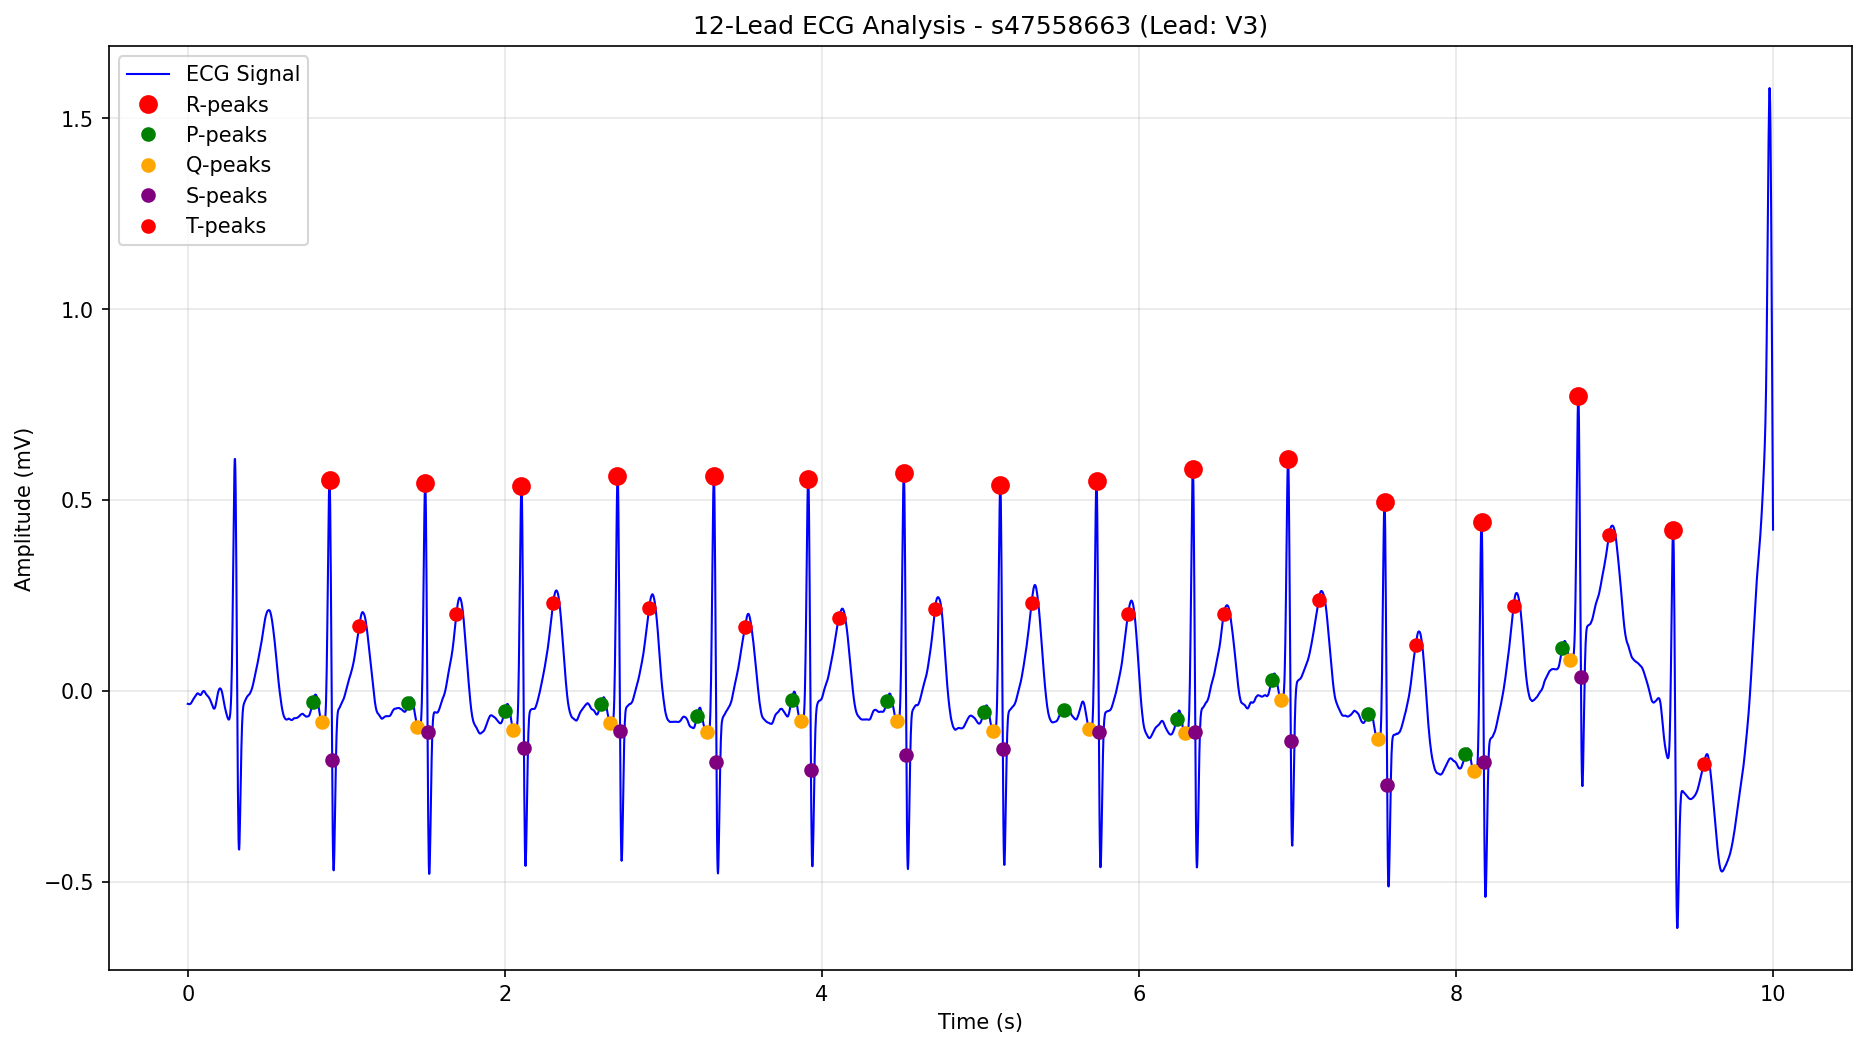 12-Lead ECG Analysis - s47558663 (Lead: V3)
ECG Signal
R-peaks
P-peaks
Q-peaks
S-peaks
T-peaks
Amplitude (mV)
1.5
1.0
0.5
0.0
−0.5
0 2 4 6 8 10
Time (s)